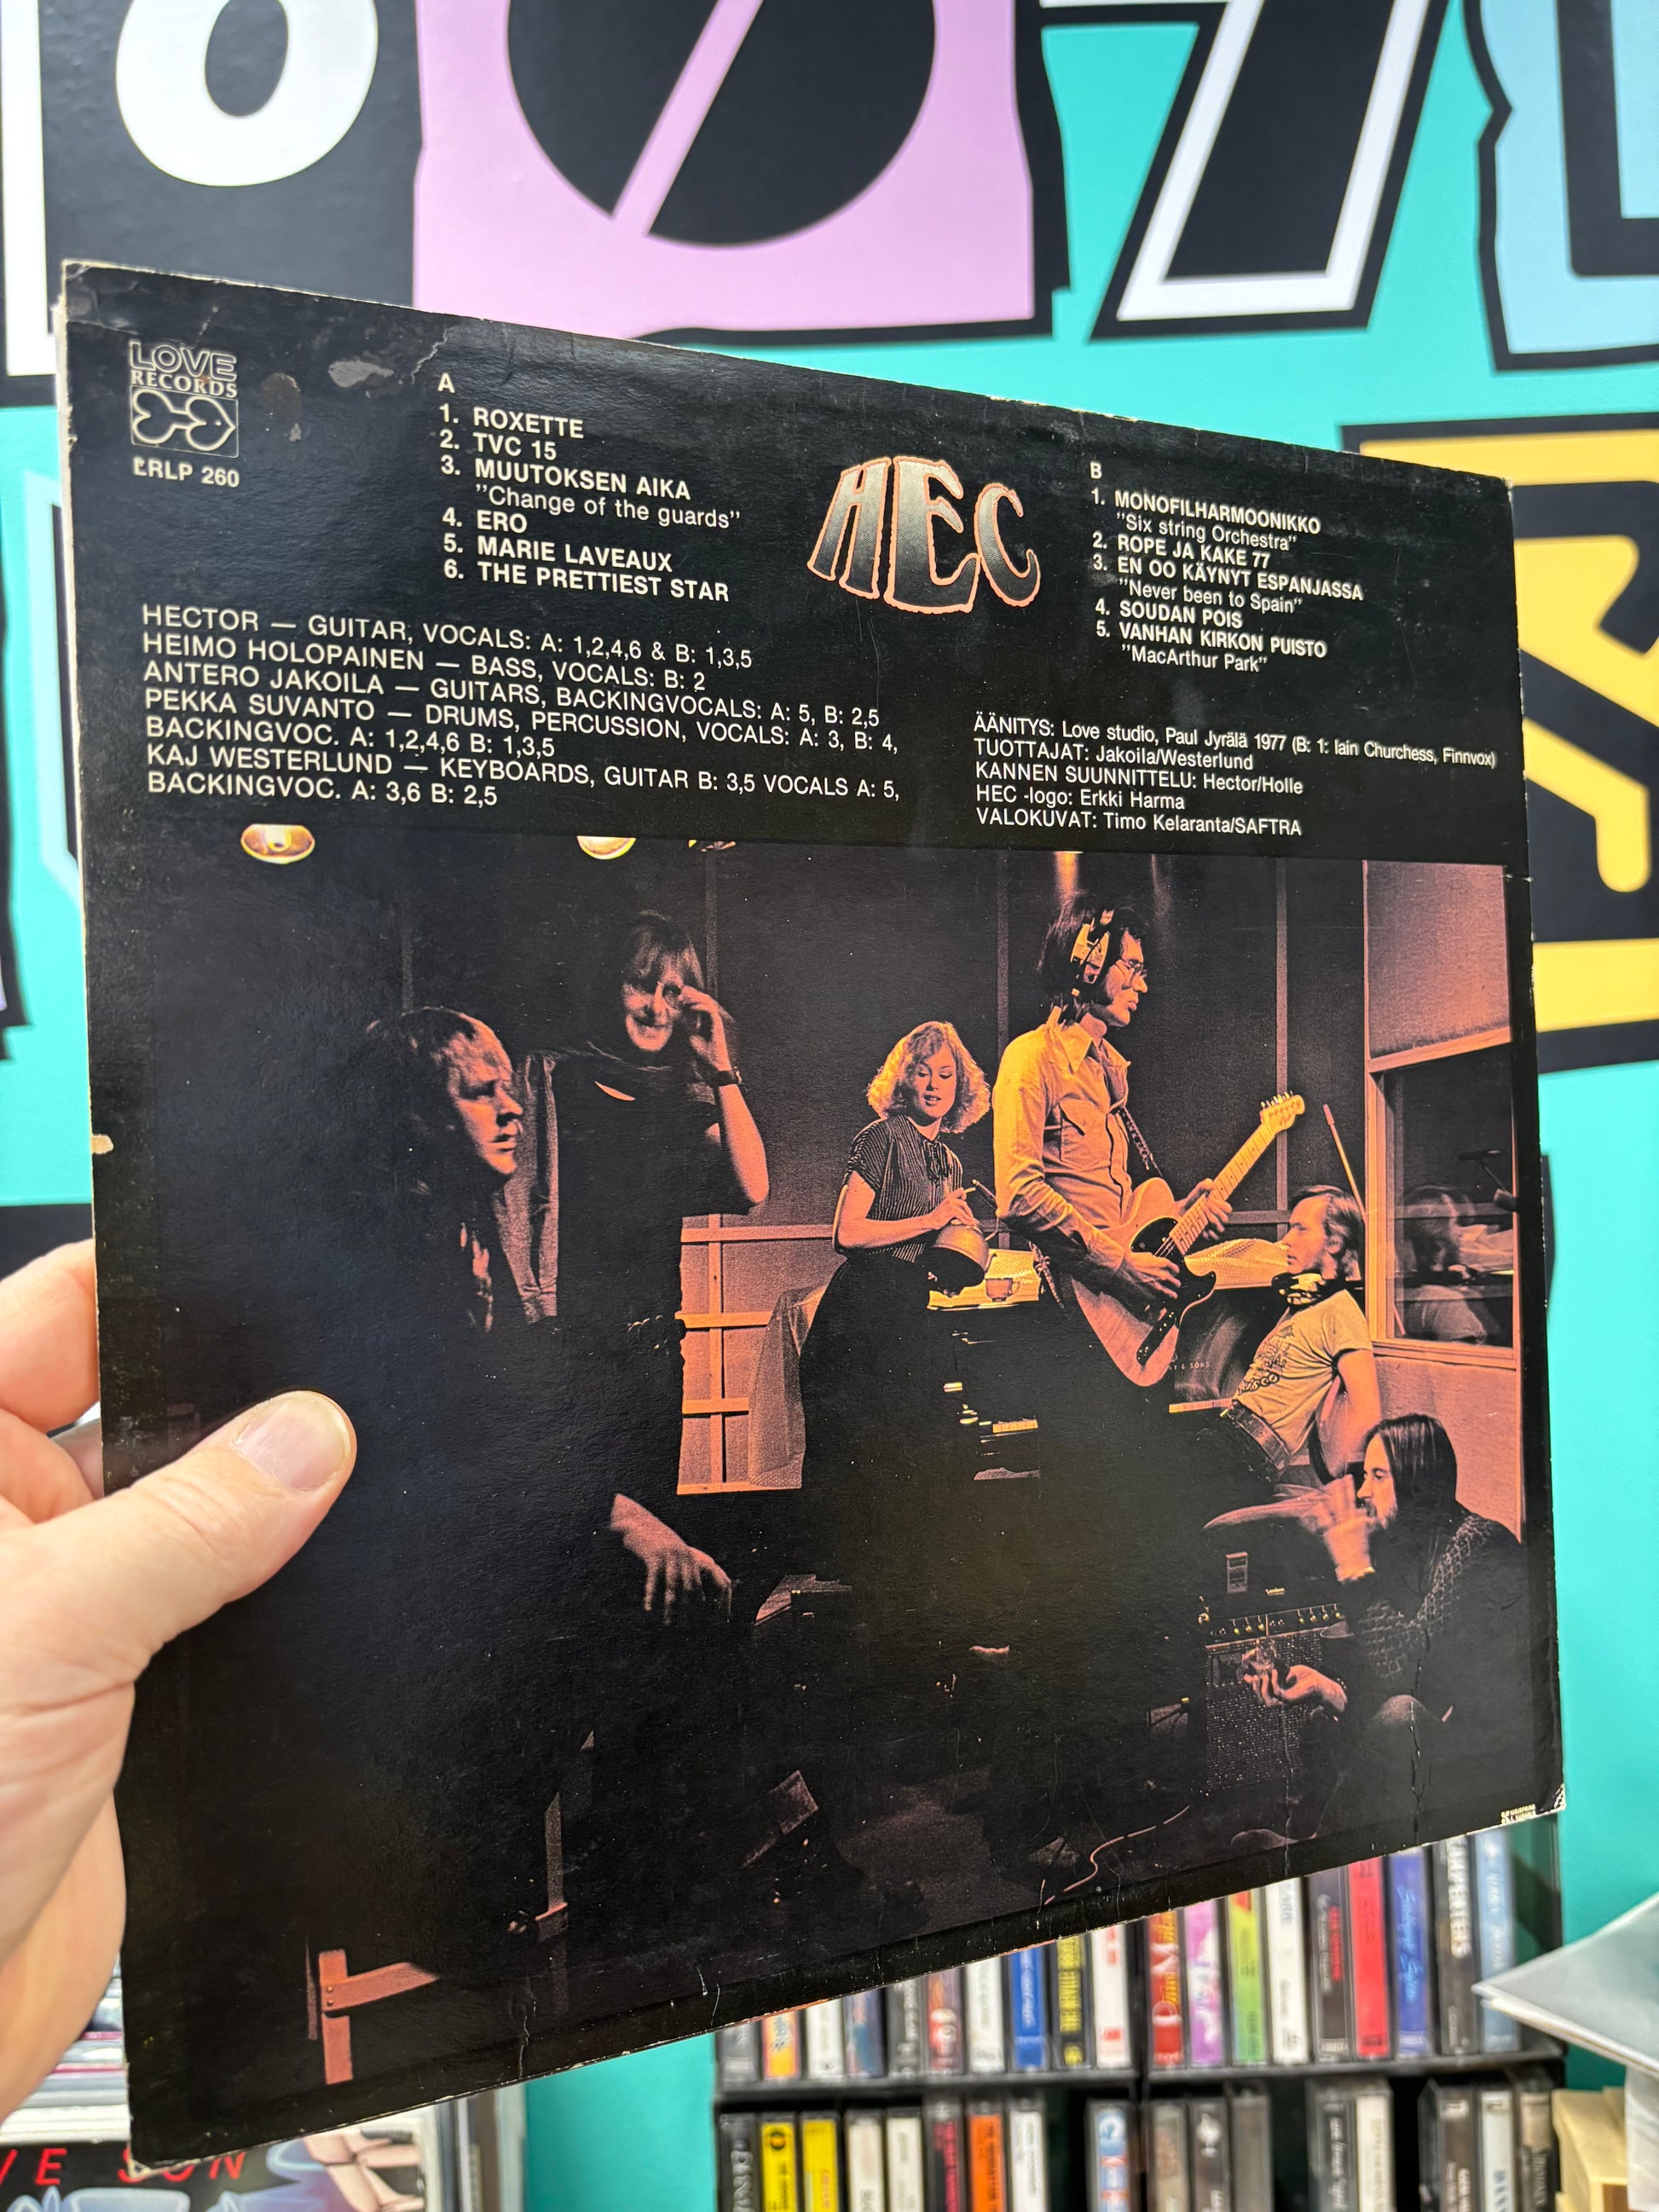 LOVE
RECORDS
LRLP 260
A
1. ROXETTE
2. TVC 15
3. MUUTOKSEN AIKA
"Change of the guards"
4. ERO
5. MARIE LAVEAUX
6. THE PRETTIEST STAR
HEC
B
1. MONOFILHARMOONIKKO
"Six string Orchestra"
2. ROPE JA KAKE 77
3. EN OO KÄYNYT ESPANJASSA
"Never been to Spain"
4. SOUDAN POIS
5. VANHAN KIRKON PUISTO
"MacArthur Park"
HECTOR — GUITAR, VOCALS: A: 1,2,4,6 & B: 1,3,5
HEIMO HOLOPAINEN — BASS, VOCALS: B: 2
ANTERO JAKOILA — GUITARS, BACKINGVOCALS: A: 5, B: 2,5
PEKKA SUVANTO — DRUMS, PERCUSSION, VOCALS: A: 3, B: 4,
BACKINGVOC. A: 1,2,4,6 B: 1,3,5
KAJ WESTERLUND — KEYBOARDS, GUITAR B: 3,5 VOCALS A: 5,
BACKINGVOC. A: 3,6 B: 2,5
ÄÄNITYS: Love studio, Paul Jyrälä 1977 (B: 1: Iain Churchess, Finnvox)
TUOTTAJAT: Jakoila/Westerlund
KANNEN SUUNNITTELU: Hector/Holle
HEC -logo: Erkki Harma
VALOKUVAT: Timo Kelaranta/SAFTRA
& SONS